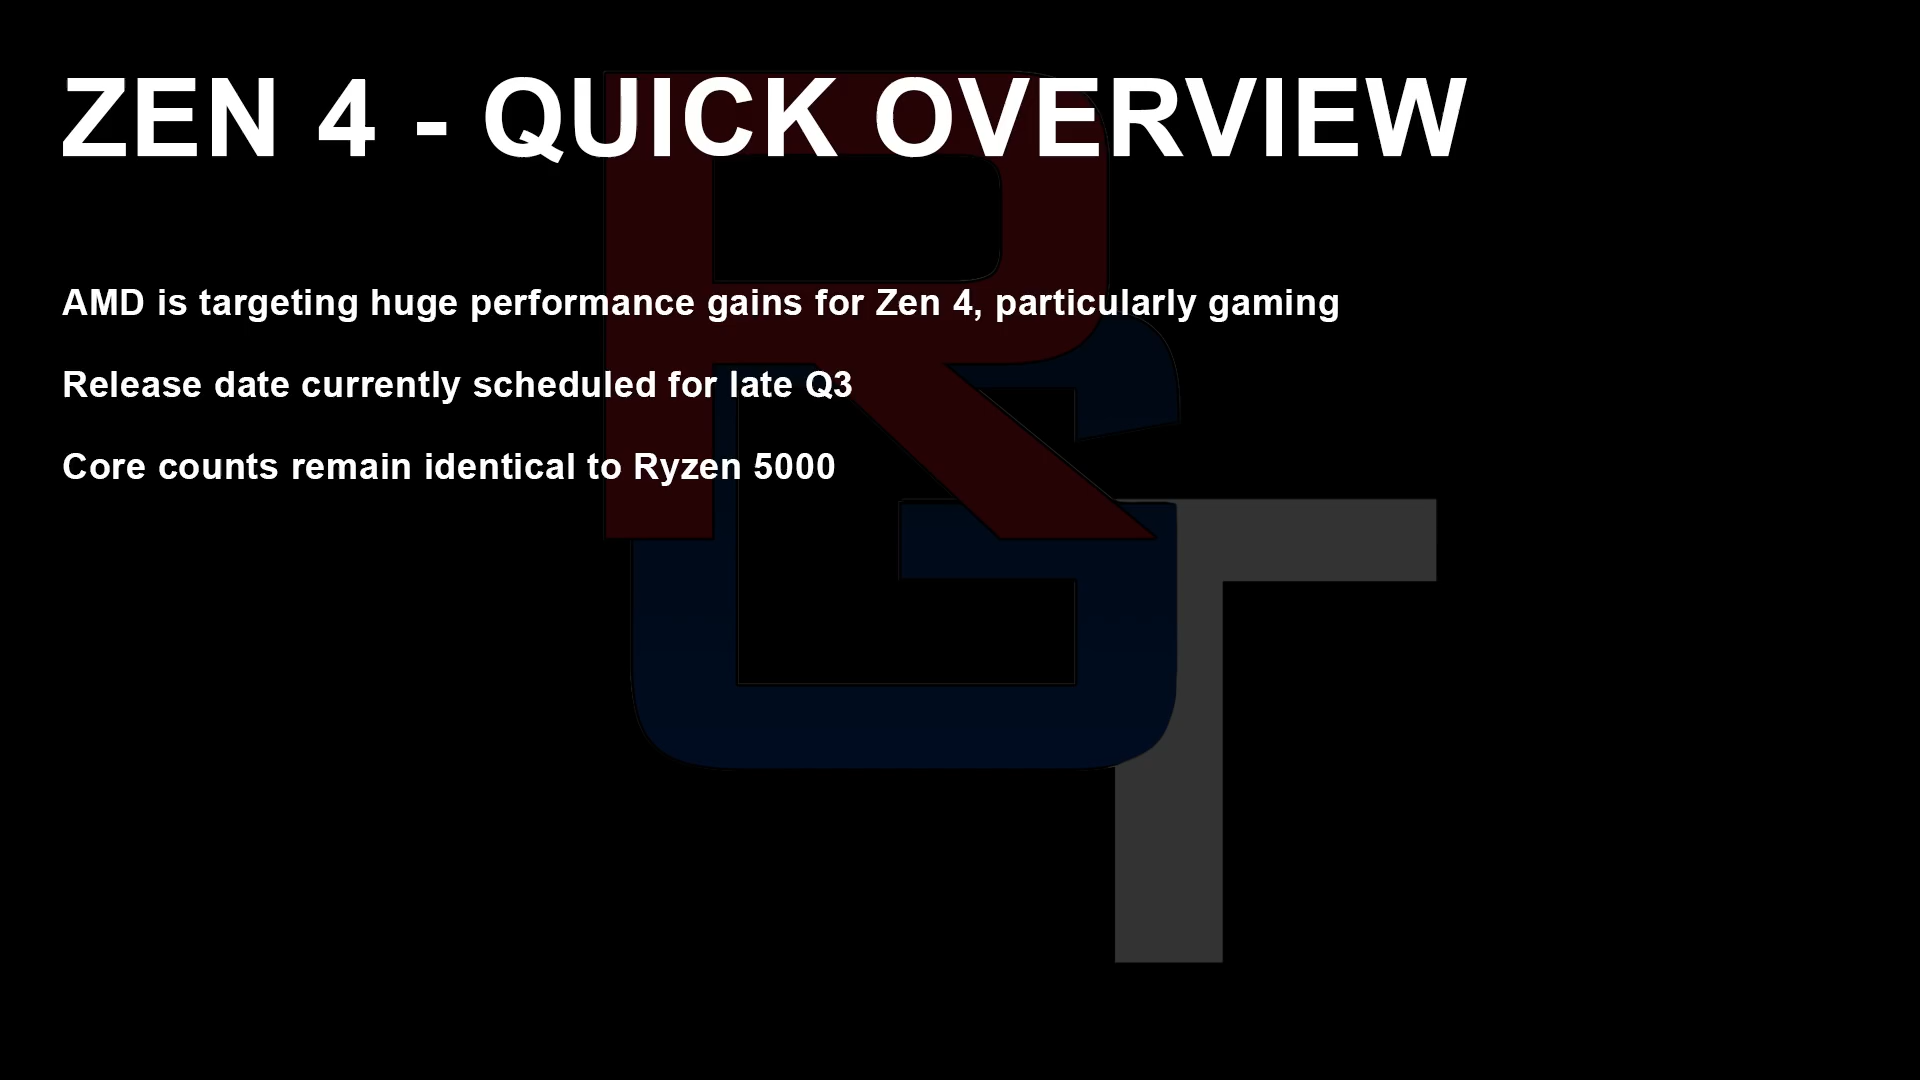 ZEN 4 - QUICK OVERVIEW
AMD is targeting huge performance gains for Zen 4, particularly gaming
Release date currently scheduled for late Q3
Core counts remain identical to Ryzen 5000
RGT